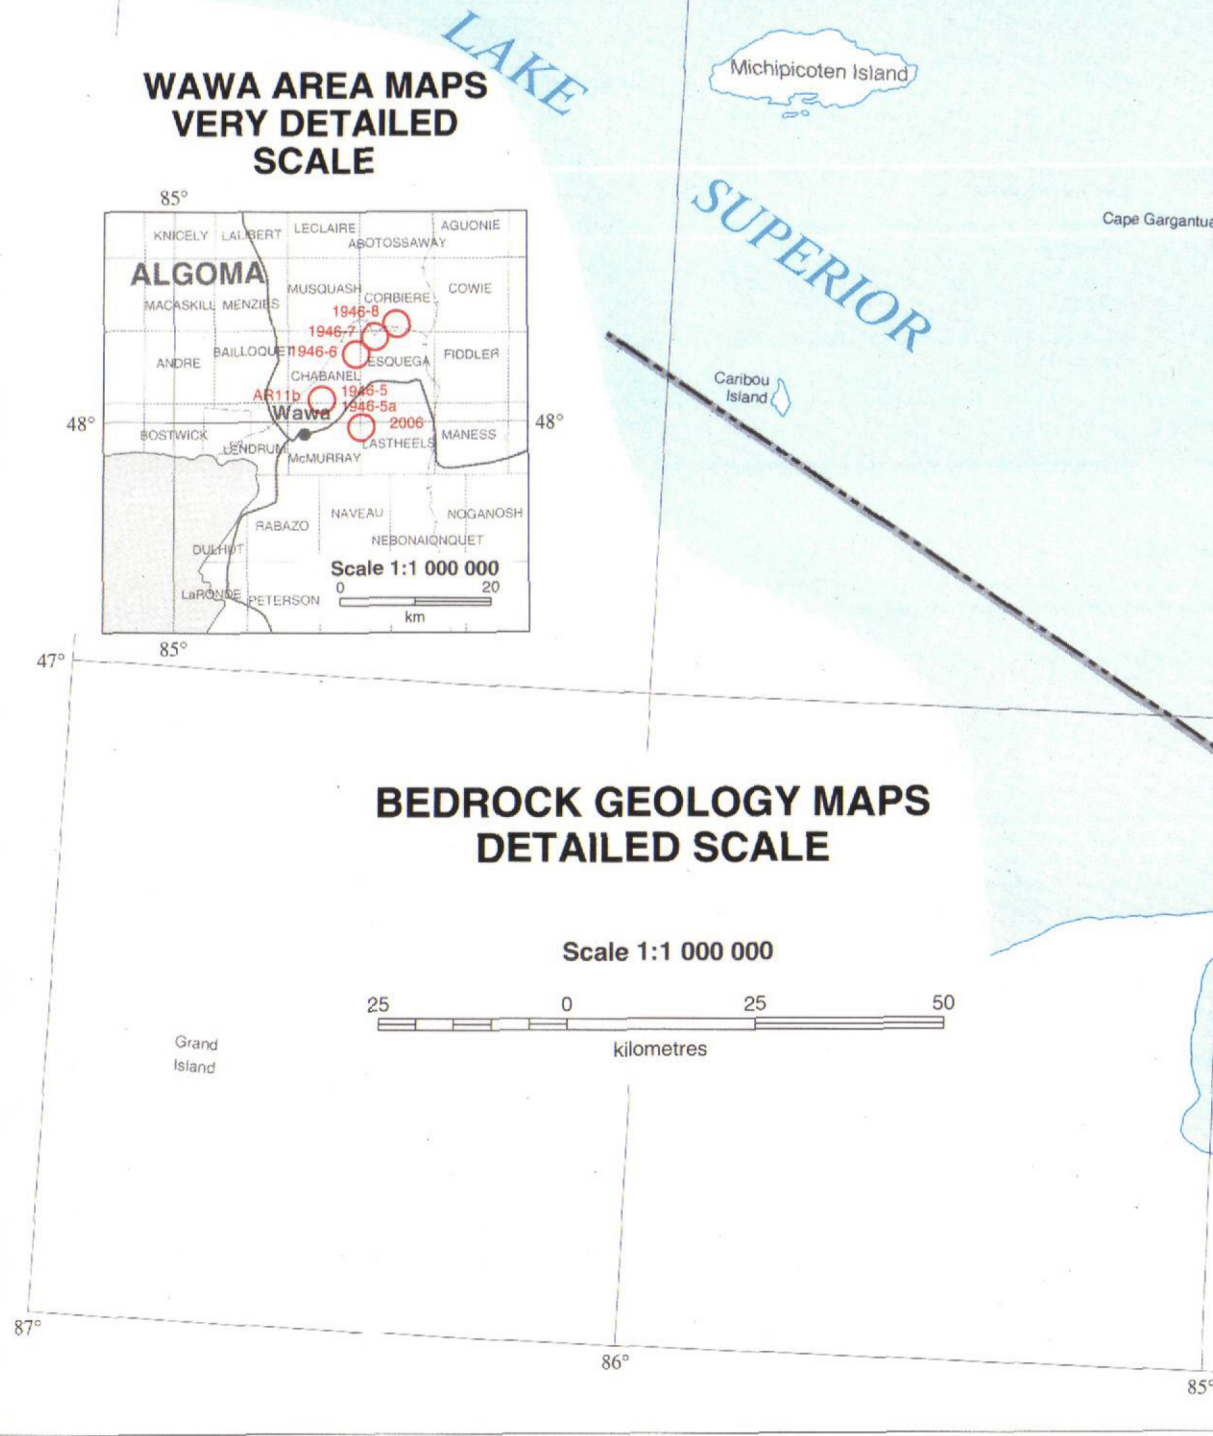 LAKE
Michipicoten Island
WAWA AREA MAPS
VERY DETAILED
SCALE
SUPERIOR
Cape Gargantua
85°
KNICELY LALIBERT LECLAIRE AGUONIE
ABOTOSSAWAY
ALGOMA
MUSQUASH CORBIERE COWIE
MACASKILL MENZIES
1946-8
1946-7
BAILLOQUET 1946-6
ANDRE ESQUEGA FIDDLER
CHABANEL
AR11b 1946-5
1946-5a
Wawa
2006
48° 48°
BOSTWICK LENDRUM LASTHEELS MANESS
McMURRAY
NAVEAU NOGANOSH
RABAZO
NEBONAIONQUET
DULHUT
Scale 1:1 000 000
0 20
km
LaRONDE PETERSON
85°
47°
Caribou
Island
BEDROCK GEOLOGY MAPS
DETAILED SCALE
Scale 1:1 000 000
25 0 25 50
kilometres
Grand
Island
87°
86°
85°